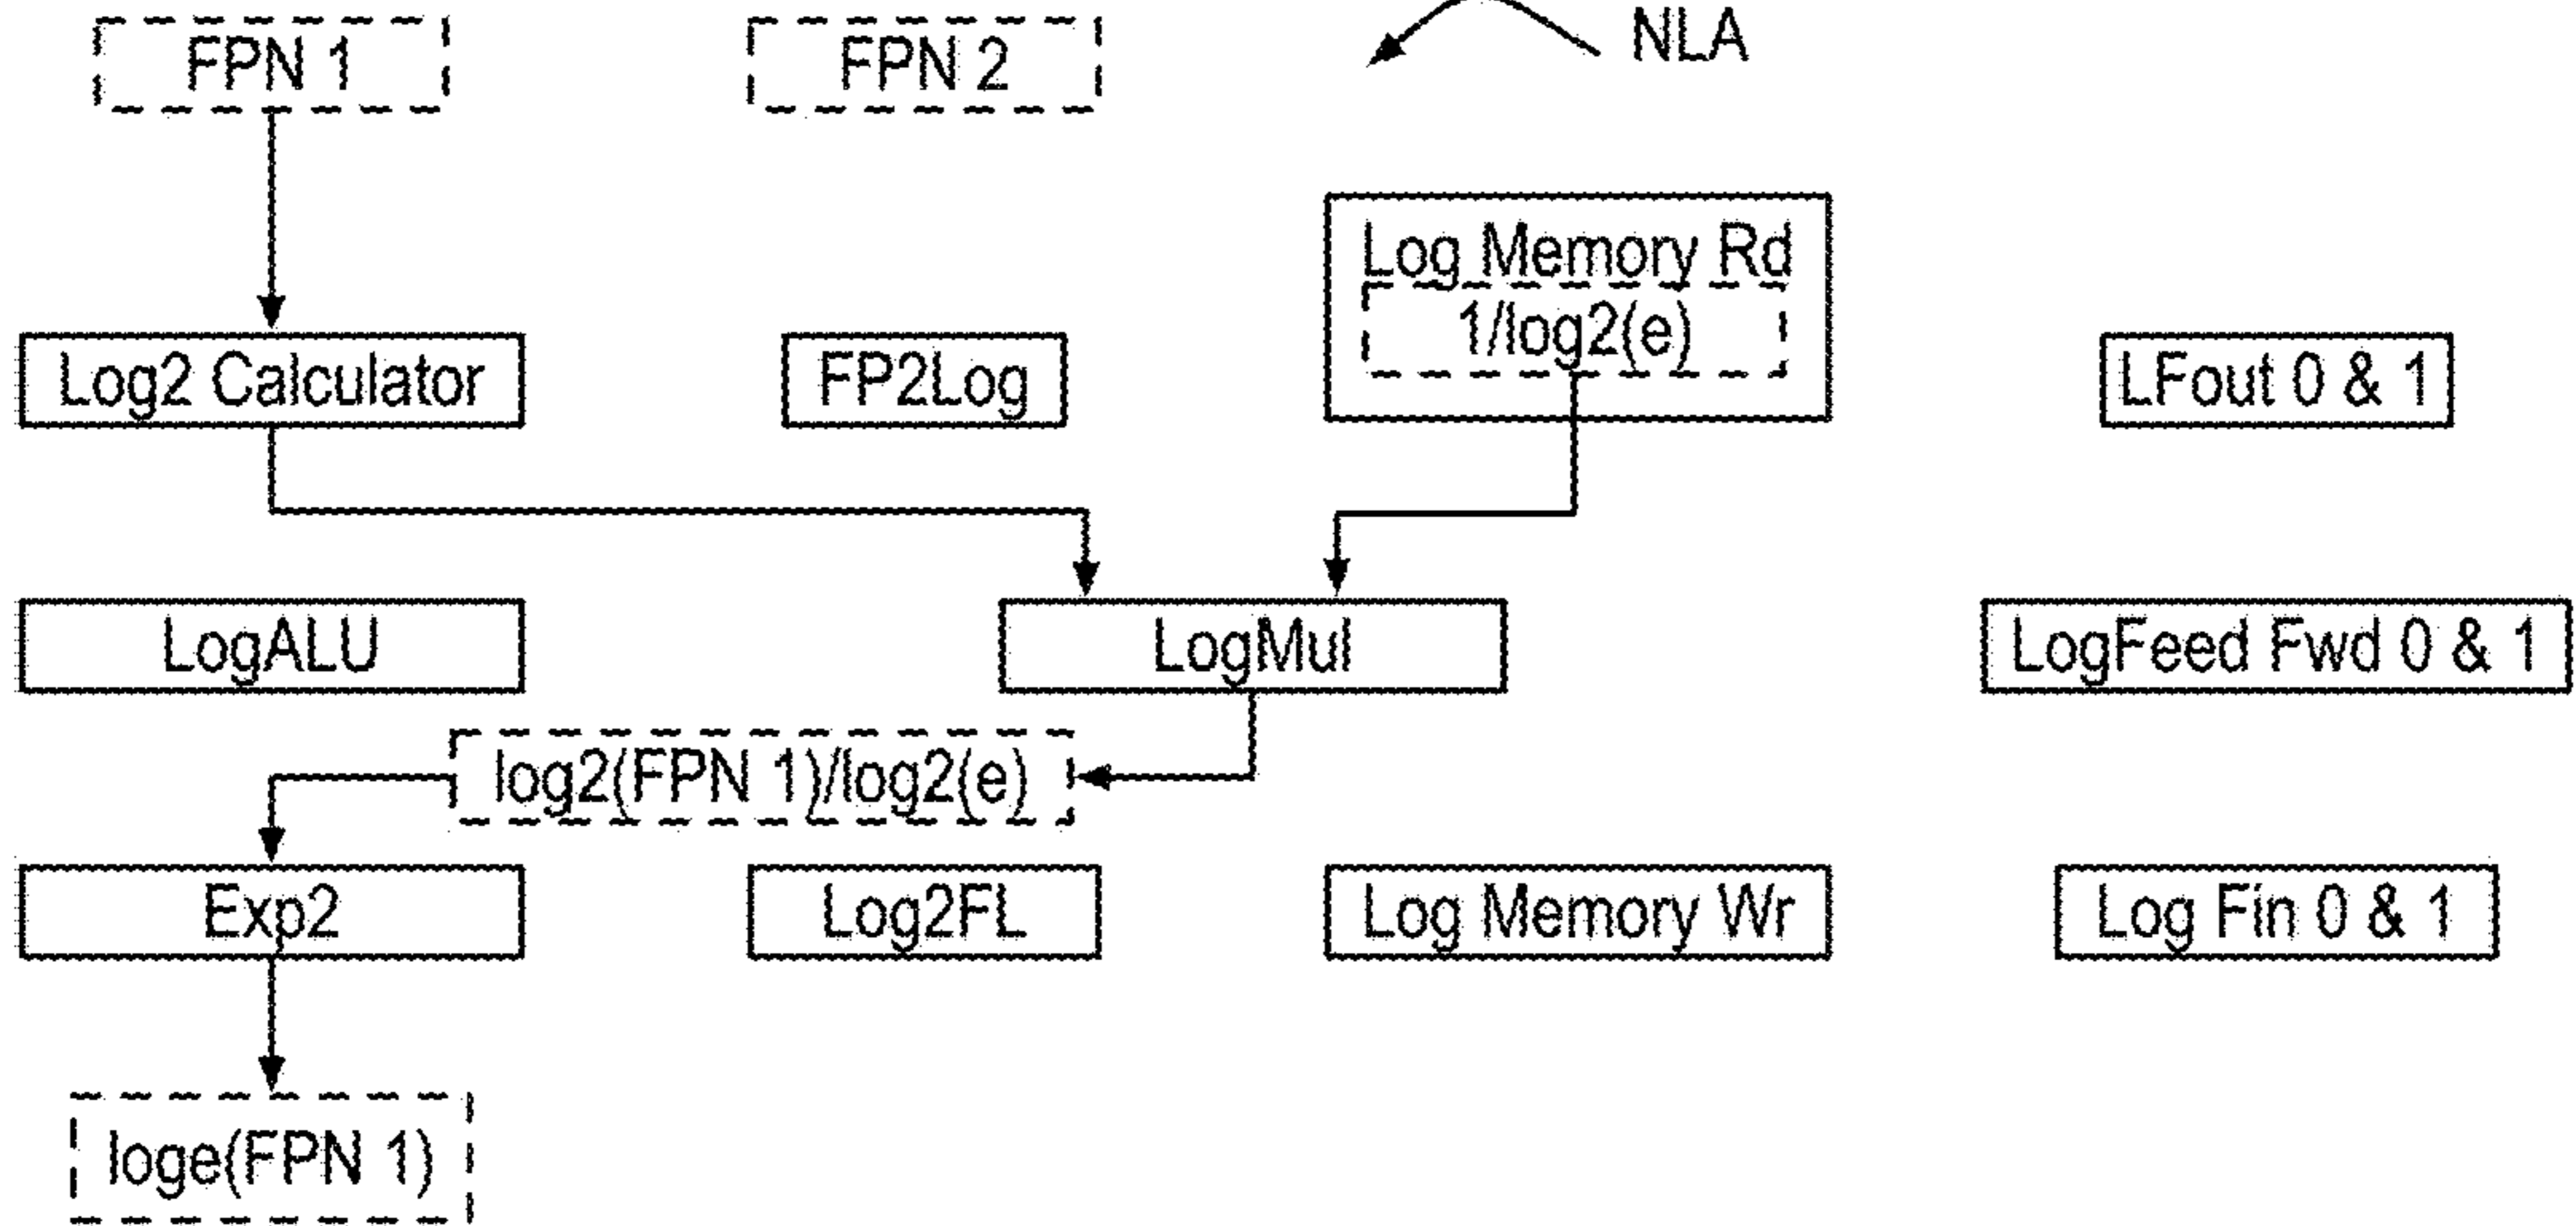 FPN 1
FPN 2
NLA
Log Memory Rd
1/log2(e)
Log2 Calculator
FP2Log
LFout 0 & 1
LogALU
LogMul
LogFeed Fwd 0 & 1
log2(FPN 1)/log2(e)
Exp2
Log2FL
Log Memory Wr
Log Fin 0 & 1
loge(FPN 1)